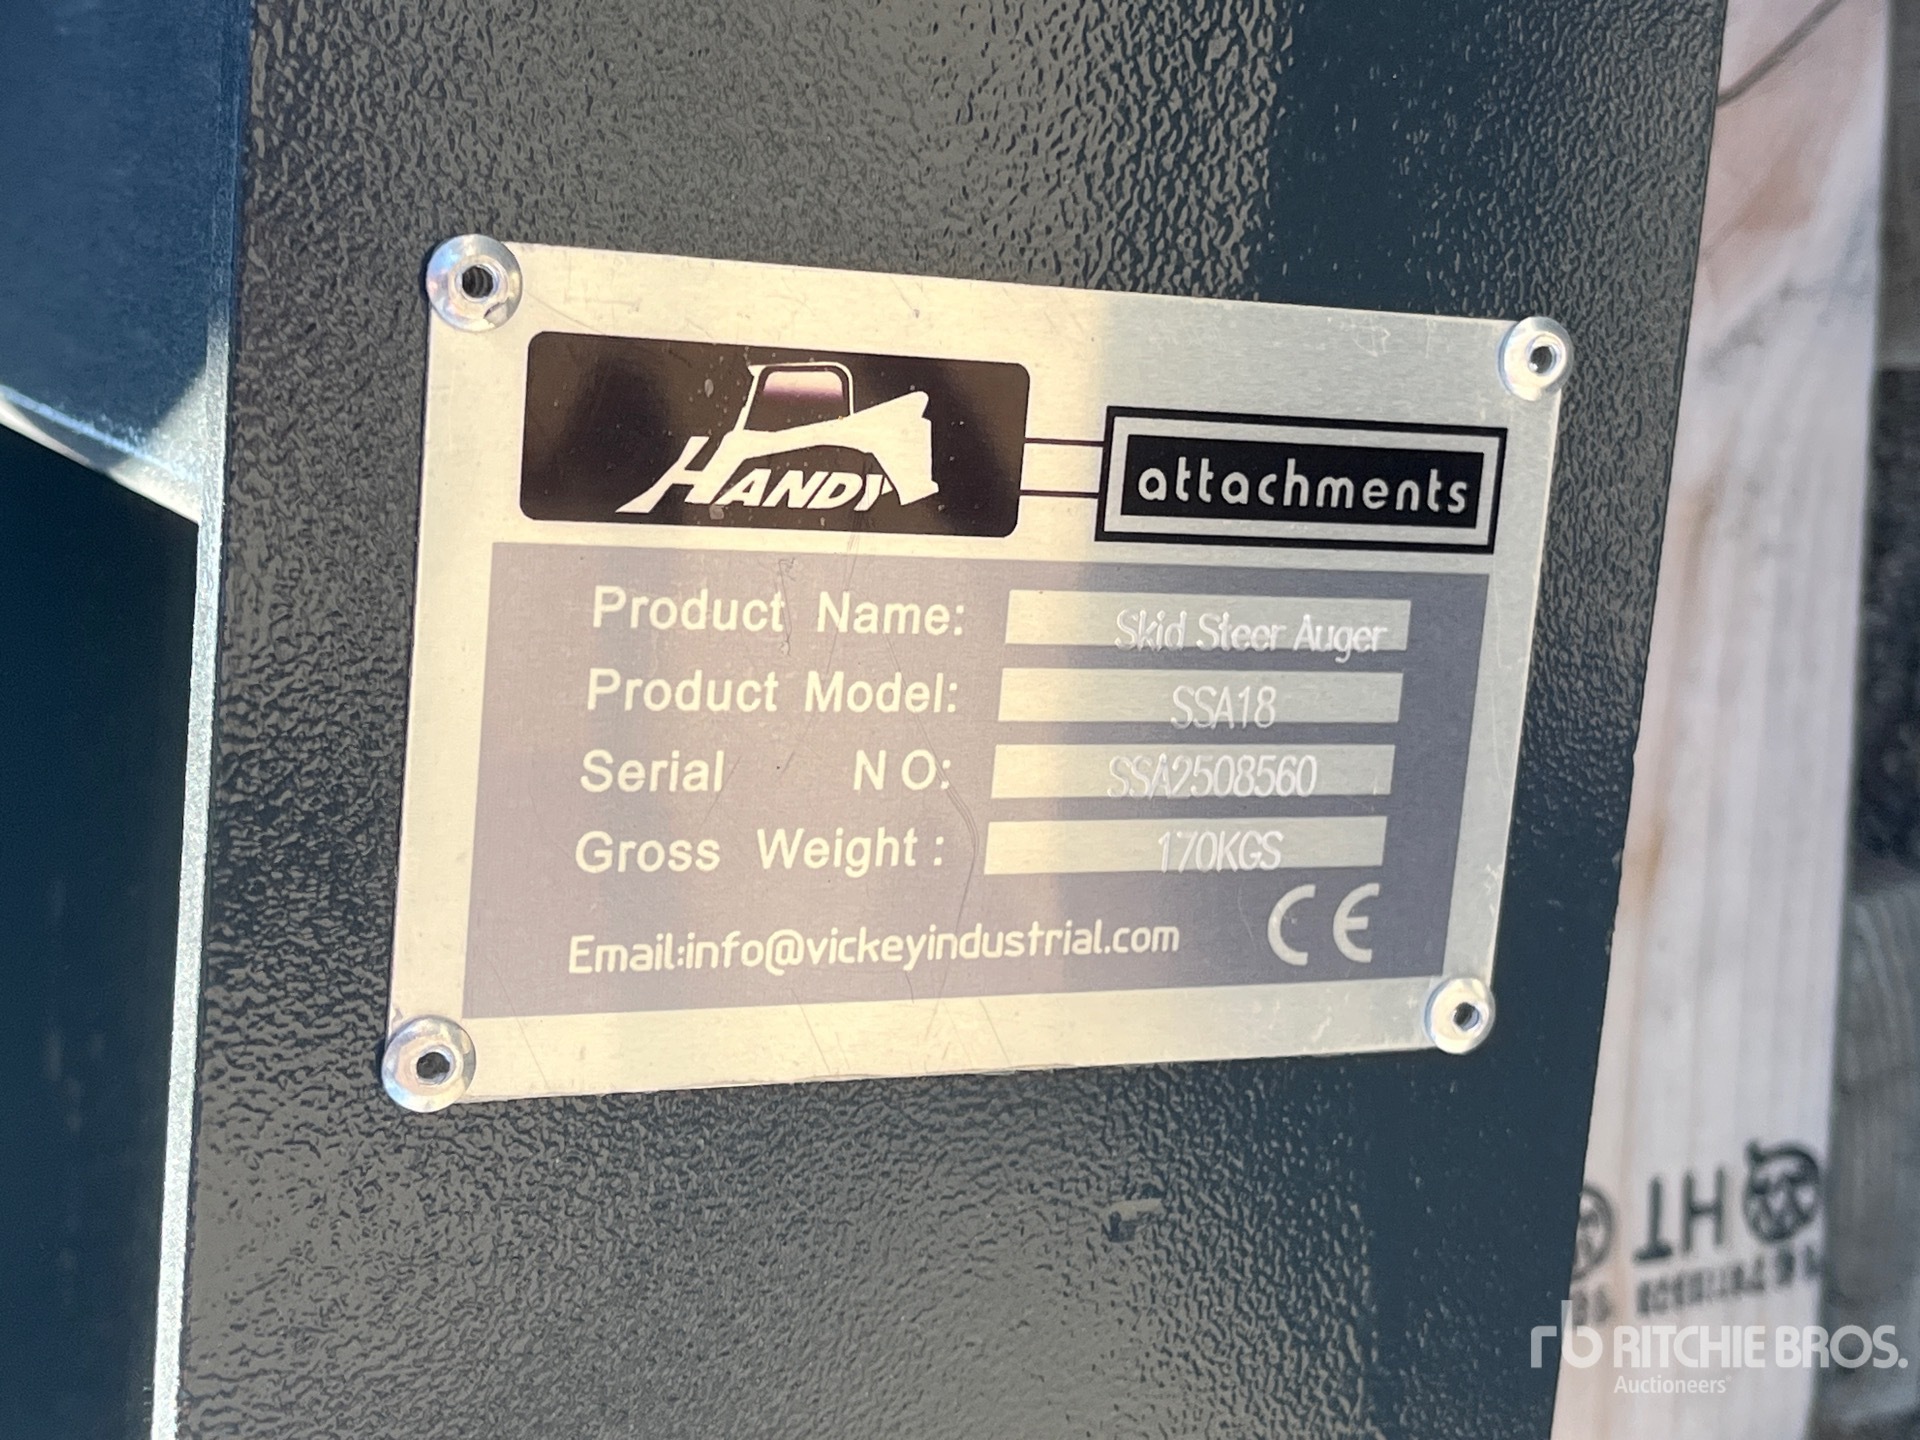 HANDY
attachments
Product Name: Skid Steer Auger
Product Model: SSA18
Serial NO: SSA2508560
Gross Weight: 170KGS
Email:info@vickeyindustrial.com
CE
HT
rb RITCHIE BROS.
Auctioneers